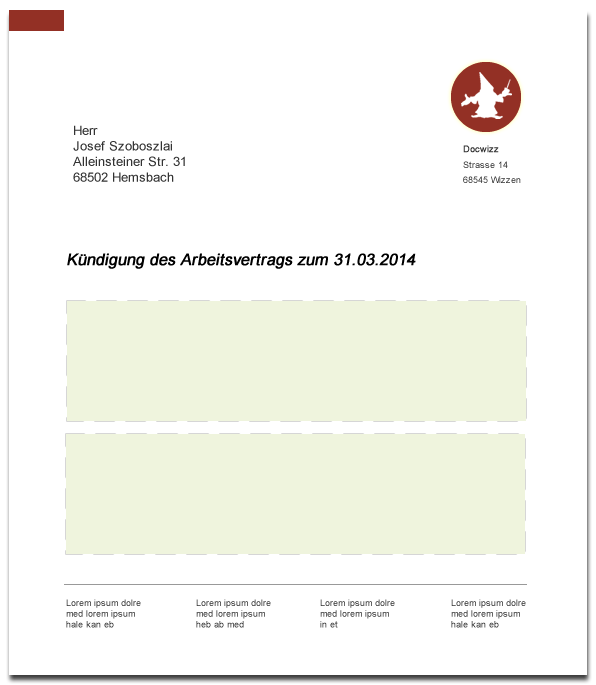 Herr
Josef Szoboszlai
Alleinsteiner Str. 31
68502 Hemsbach
Docwizz
Strasse 14
68545 Wizzen
Kündigung des Arbeitsvertrags zum 31.03.2014
Lorem ipsum dolre
med lorem ipsum
hale kan eb
Lorem ipsum dolre
med lorem ipsum
heb ab med
Lorem ipsum dolre
med lorem ipsum
in et
Lorem ipsum dolre
med lorem ipsum
hale kan eb